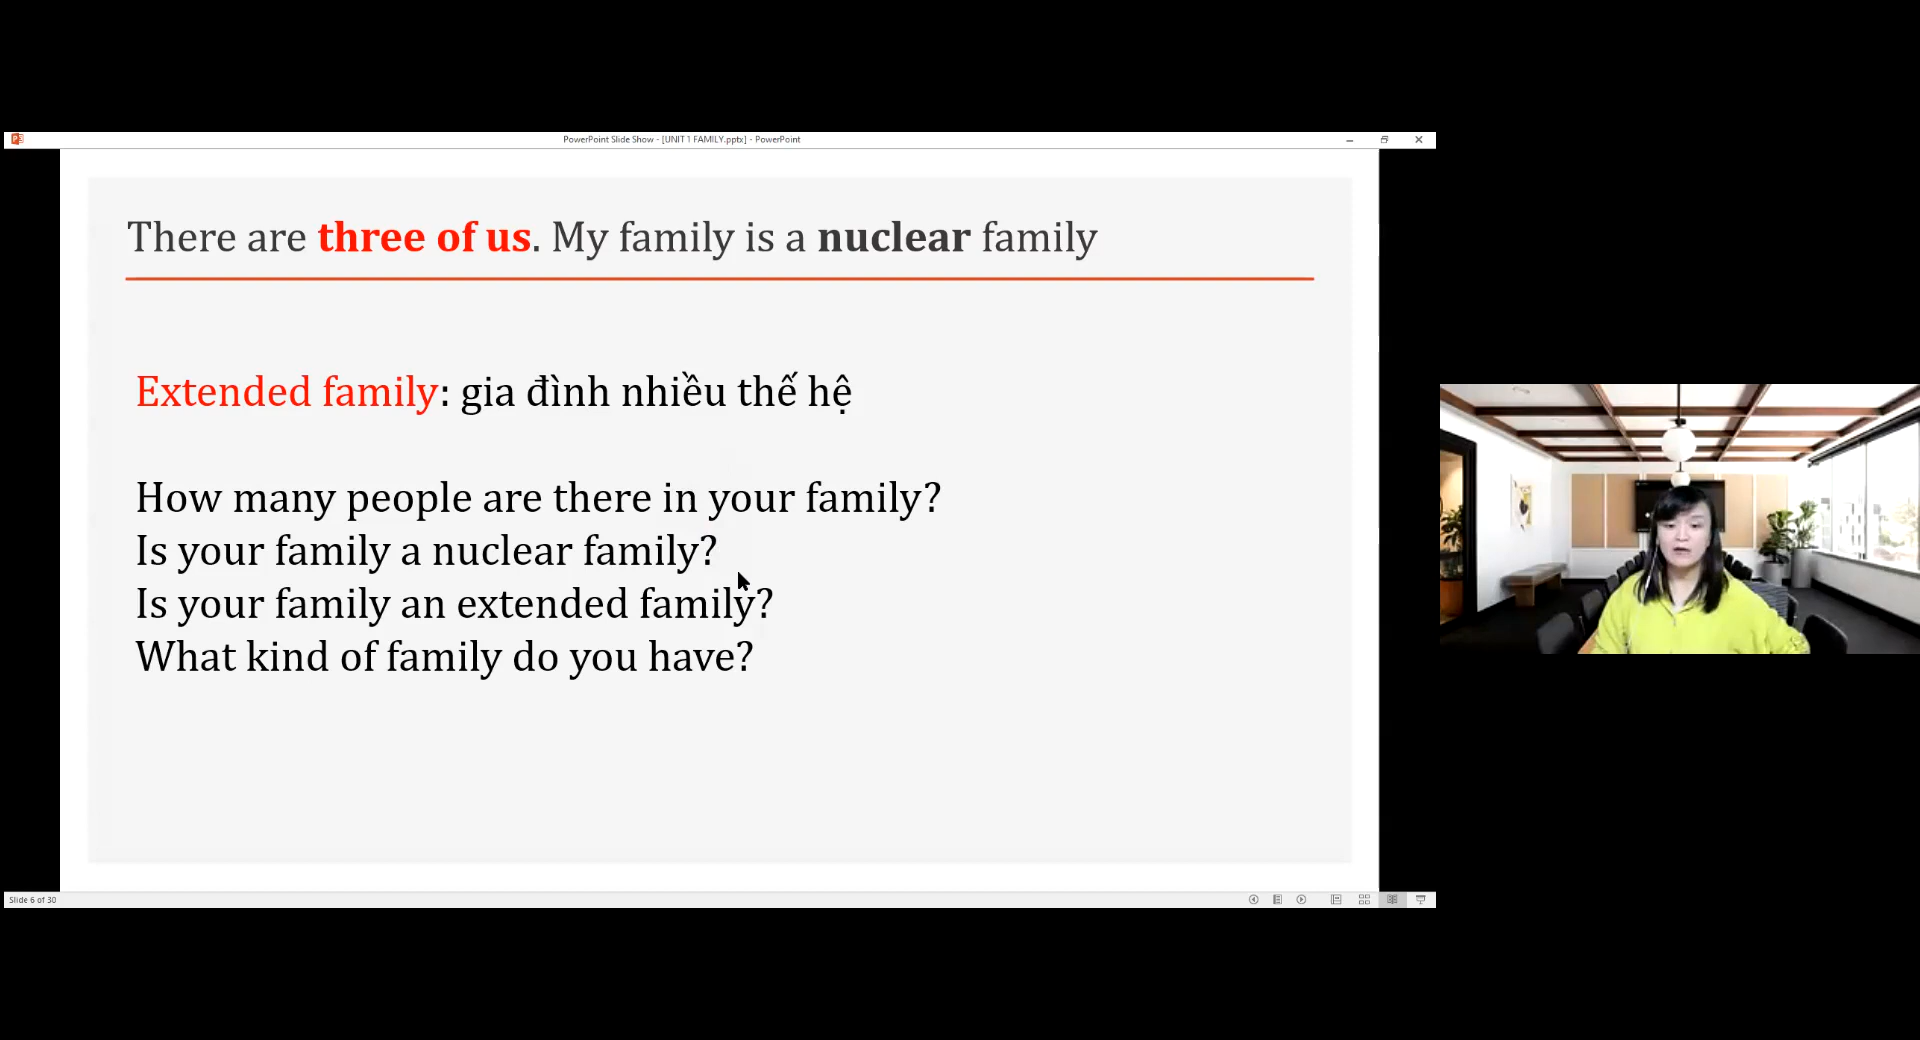 PowerPoint Slide Show - [UNIT 1 FAMILY.pptx] - PowerPoint
There are three of us. My family is a nuclear family
Extended family: gia đình nhiều thế hệ
How many people are there in your family?
Is your family a nuclear family?
Is your family an extended family?
What kind of family do you have?
Slide 6 of 30